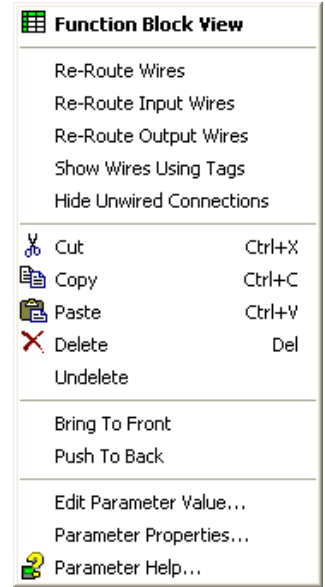 Function Block View
Re-Route Wires
Re-Route Input Wires
Re-Route Output Wires
Show Wires Using Tags
Hide Unwired Connections
Cut Ctrl+X
Copy Ctrl+C
Paste Ctrl+V
Delete Del
Undelete
Bring To Front
Push To Back
Edit Parameter Value...
Parameter Properties...
Parameter Help...